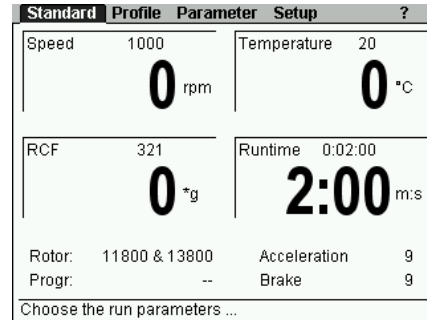 Standard Profile Parameter Setup ?
Speed 1000
0 rpm
Temperature 20
0 °C
RCF 321
0 *g
Runtime 0:02:00
2:00 m:s
Rotor: 11800 & 13800 Acceleration 9
Progr: -- Brake 9
Choose the run parameters ...